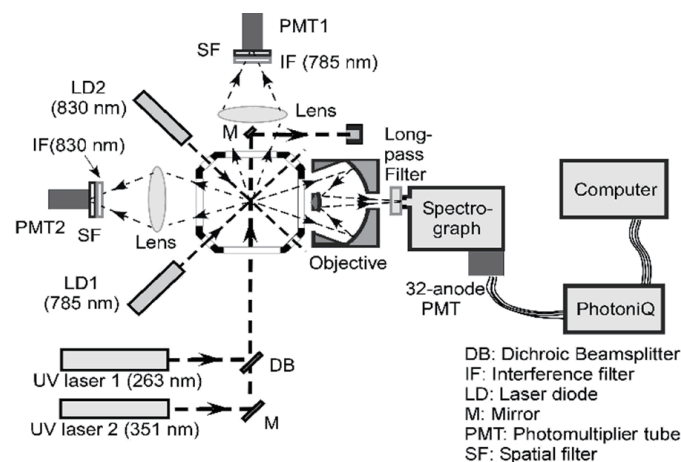 PMT1
SF
IF (785 nm)
LD2
(830 nm)
Lens
M
Long-
pass
Filter
IF(830 nm)
Computer
Spectro-
graph
PMT2
SF
Lens
Objective
LD1
(785 nm)
32-anode
PMT
PhotoniQ
DB
UV laser 1 (263 nm)
M
UV laser 2 (351 nm)
DB: Dichroic Beamsplitter
IF: Interference filter
LD: Laser diode
M: Mirror
PMT: Photomultiplier tube
SF: Spatial filter